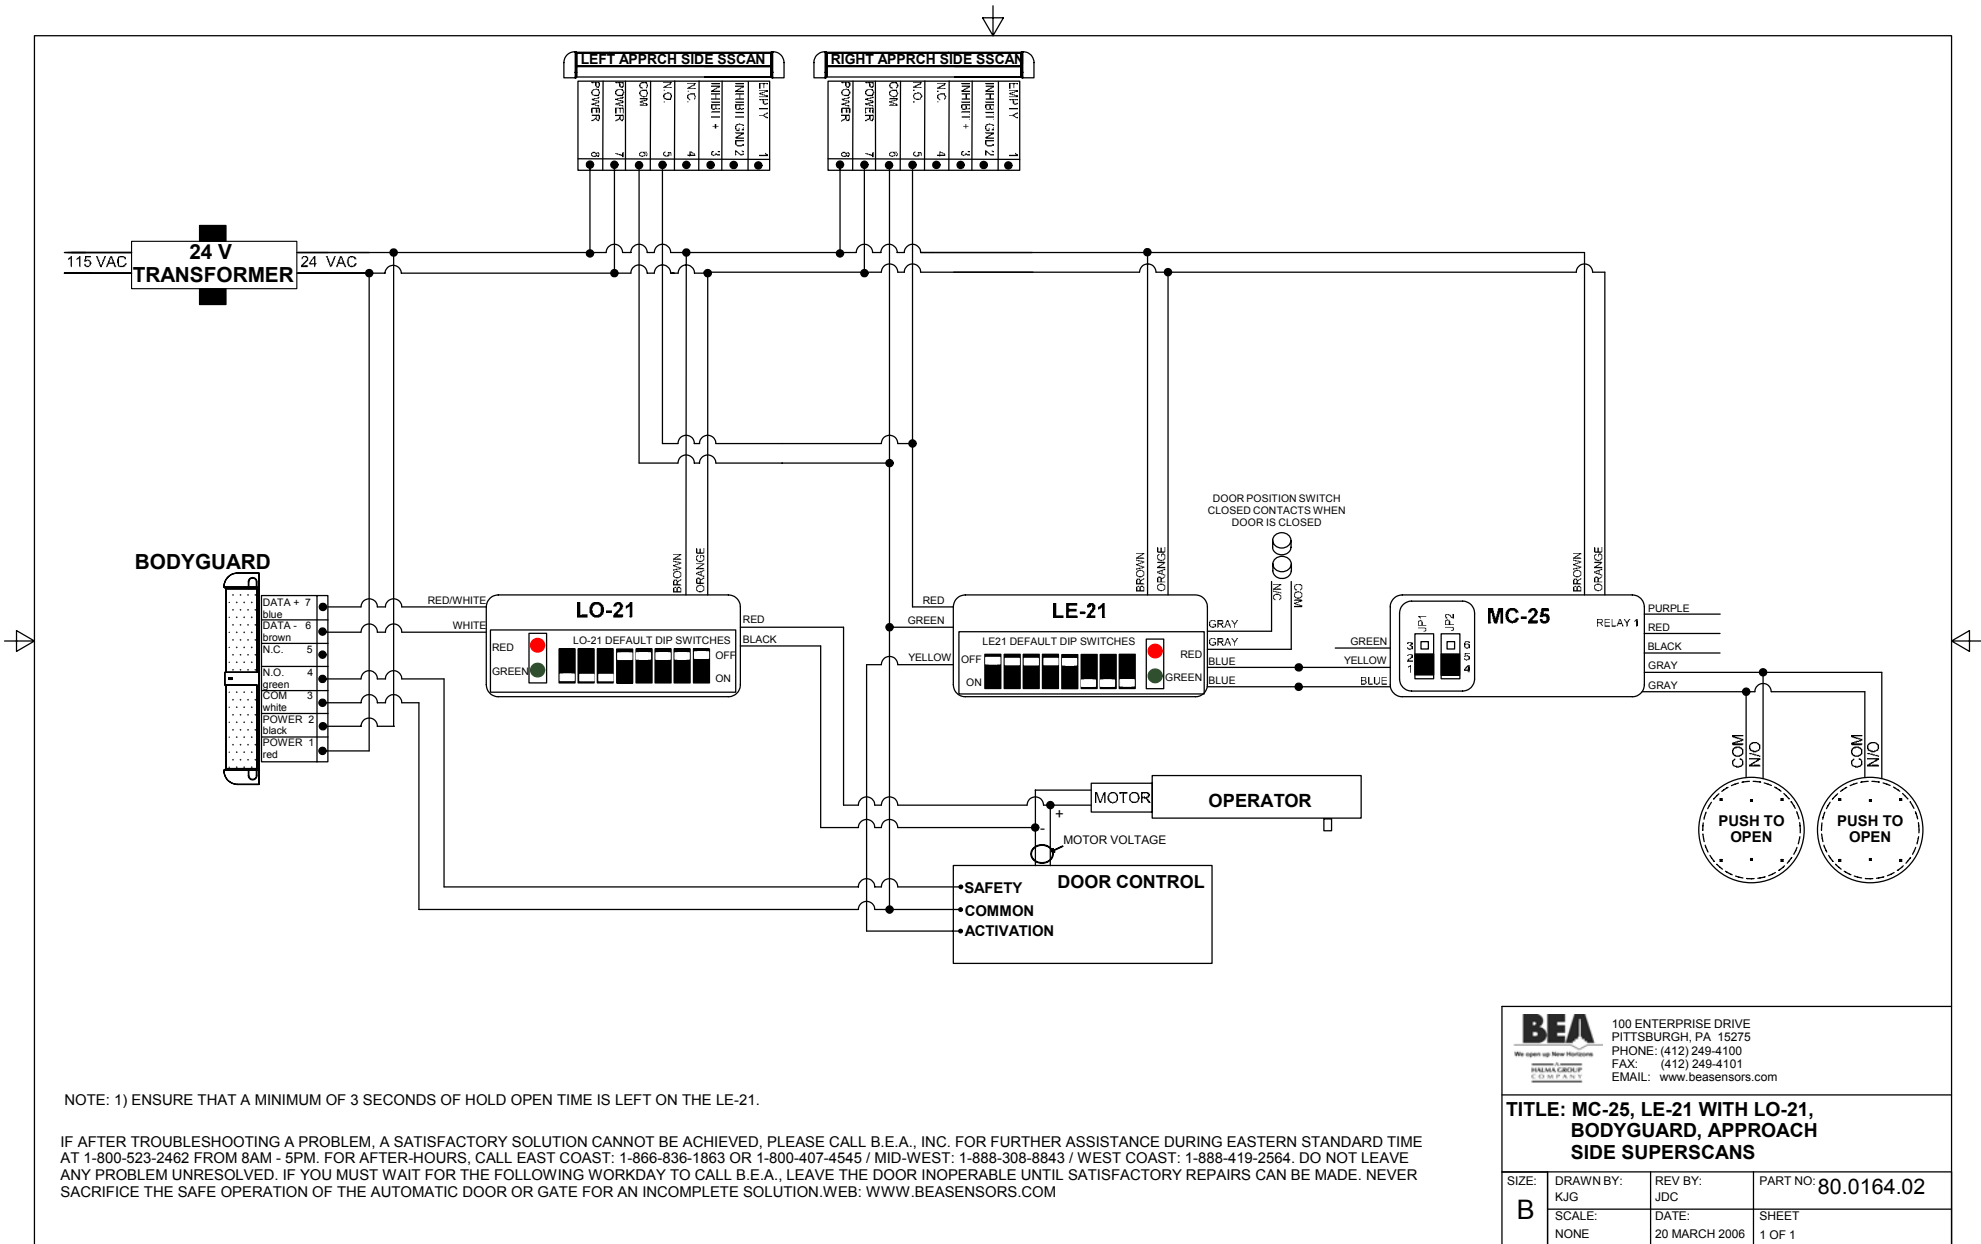 LEFT APPRCH SIDE SSCAN
POWER 8
POWER 7
COM 6
N.O. 5
N.C. 4
INHIBIT + 3
INHIBIT GND 2
EMPTY 1
RIGHT APPRCH SIDE SSCAN
POWER 8
POWER 7
COM 6
N.O. 5
N.C. 4
INHIBIT + 3
INHIBIT GND 2
EMPTY 1
115 VAC
24 V
TRANSFORMER
24 VAC
DOOR POSITION SWITCH
CLOSED CONTACTS WHEN
DOOR IS CLOSED
N/C
COM
BODYGUARD
DATA + 7
blue
DATA - 6
brown
N.C. 5
N.O. 4
green
COM 3
white
POWER 2
black
POWER 1
red
RED/WHITE
WHITE
BROWN
ORANGE
LO-21
LO-21 DEFAULT DIP SWITCHES
RED
GREEN
OFF
ON
RED
BLACK
BROWN
ORANGE
RED
GREEN
YELLOW
LE-21
LE21 DEFAULT DIP SWITCHES
OFF
ON
RED
GREEN
GRAY
GRAY
BLUE
BLUE
BROWN
ORANGE
GREEN
YELLOW
BLUE
JP1
JP2
3
2
1
6
5
4
MC-25
RELAY 1
PURPLE
RED
BLACK
GRAY
GRAY
COM
N/O
COM
N/O
PUSH TO
OPEN
PUSH TO
OPEN
MOTOR
OPERATOR
+
-
MOTOR VOLTAGE
DOOR CONTROL
SAFETY
COMMON
ACTIVATION
NOTE: 1) ENSURE THAT A MINIMUM OF 3 SECONDS OF HOLD OPEN TIME IS LEFT ON THE LE-21.
IF AFTER TROUBLESHOOTING A PROBLEM, A SATISFACTORY SOLUTION CANNOT BE ACHIEVED, PLEASE CALL B.E.A., INC. FOR FURTHER ASSISTANCE DURING EASTERN STANDARD TIME
AT 1-800-523-2462 FROM 8AM - 5PM. FOR AFTER-HOURS, CALL EAST COAST: 1-866-836-1863 OR 1-800-407-4545 / MID-WEST: 1-888-308-8843 / WEST COAST: 1-888-419-2564. DO NOT LEAVE
ANY PROBLEM UNRESOLVED. IF YOU MUST WAIT FOR THE FOLLOWING WORKDAY TO CALL B.E.A., LEAVE THE DOOR INOPERABLE UNTIL SATISFACTORY REPAIRS CAN BE MADE. NEVER
SACRIFICE THE SAFE OPERATION OF THE AUTOMATIC DOOR OR GATE FOR AN INCOMPLETE SOLUTION.WEB: WWW.BEASENSORS.COM
BEA
We open up New Horizons
A
HALMA GROUP
COMPANY
100 ENTERPRISE DRIVE
PITTSBURGH, PA 15275
PHONE: (412) 249-4100
FAX: (412) 249-4101
EMAIL: www.beasensors.com
TITLE: MC-25, LE-21 WITH LO-21,
BODYGUARD, APPROACH
SIDE SUPERSCANS
SIZE:
B
DRAWN BY:
KJG
REV BY:
JDC
PART NO: 80.0164.02
SCALE:
NONE
DATE:
20 MARCH 2006
SHEET
1 OF 1